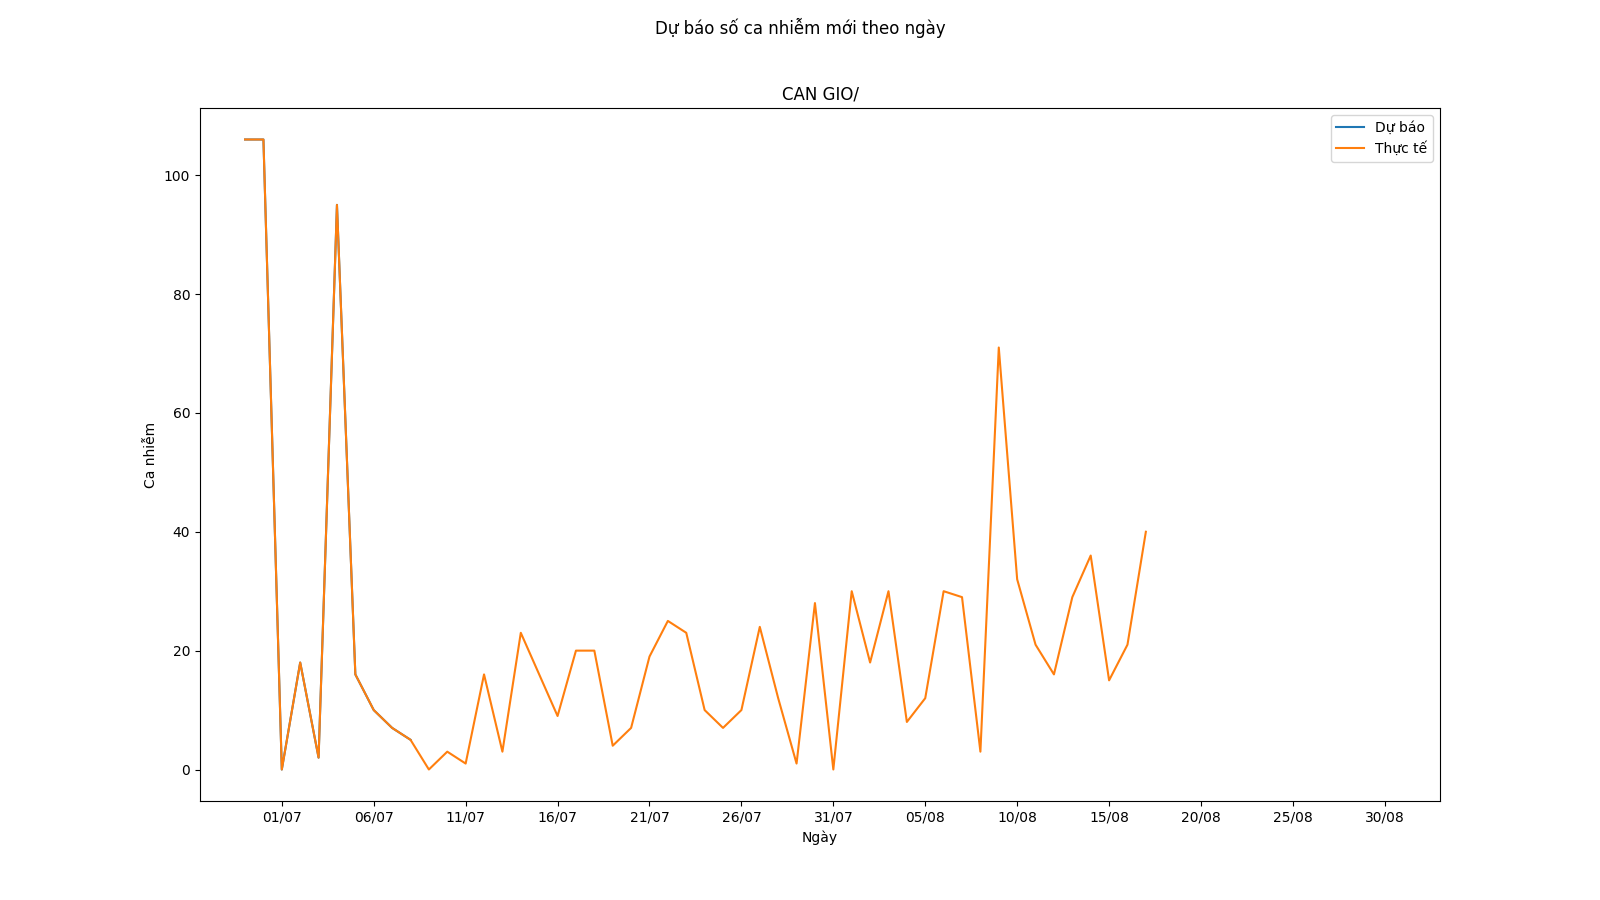 Dự báo số ca nhiễm mới theo ngày
CAN GIO/
Dự báo
Thực tế
100
80
60
40
20
0
Ca nhiễm
01/07 06/07 11/07 16/07 21/07 26/07 31/07 05/08 10/08 15/08 20/08 25/08 30/08
Ngày